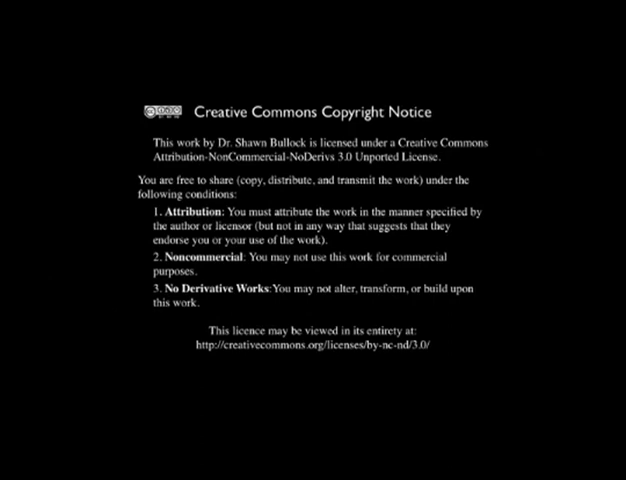 Creative Commons Copyright Notice
This work by Dr. Shawn Bullock is licensed under a Creative Commons
Attribution-NonCommercial-NoDerivs 3.0 Unported License.
You are free to share (copy, distribute, and transmit the work) under the
following conditions:
1. Attribution: You must attribute the work in the manner specified by
the author or licensor (but not in any way that suggests that they
endorse you or your use of the work).
2. Noncommercial: You may not use this work for commercial
purposes.
3. No Derivative Works:You may not alter, transform, or build upon
this work.
This licence may be viewed in its entirety at:
http://creativecommons.org/licenses/by-nc-nd/3.0/